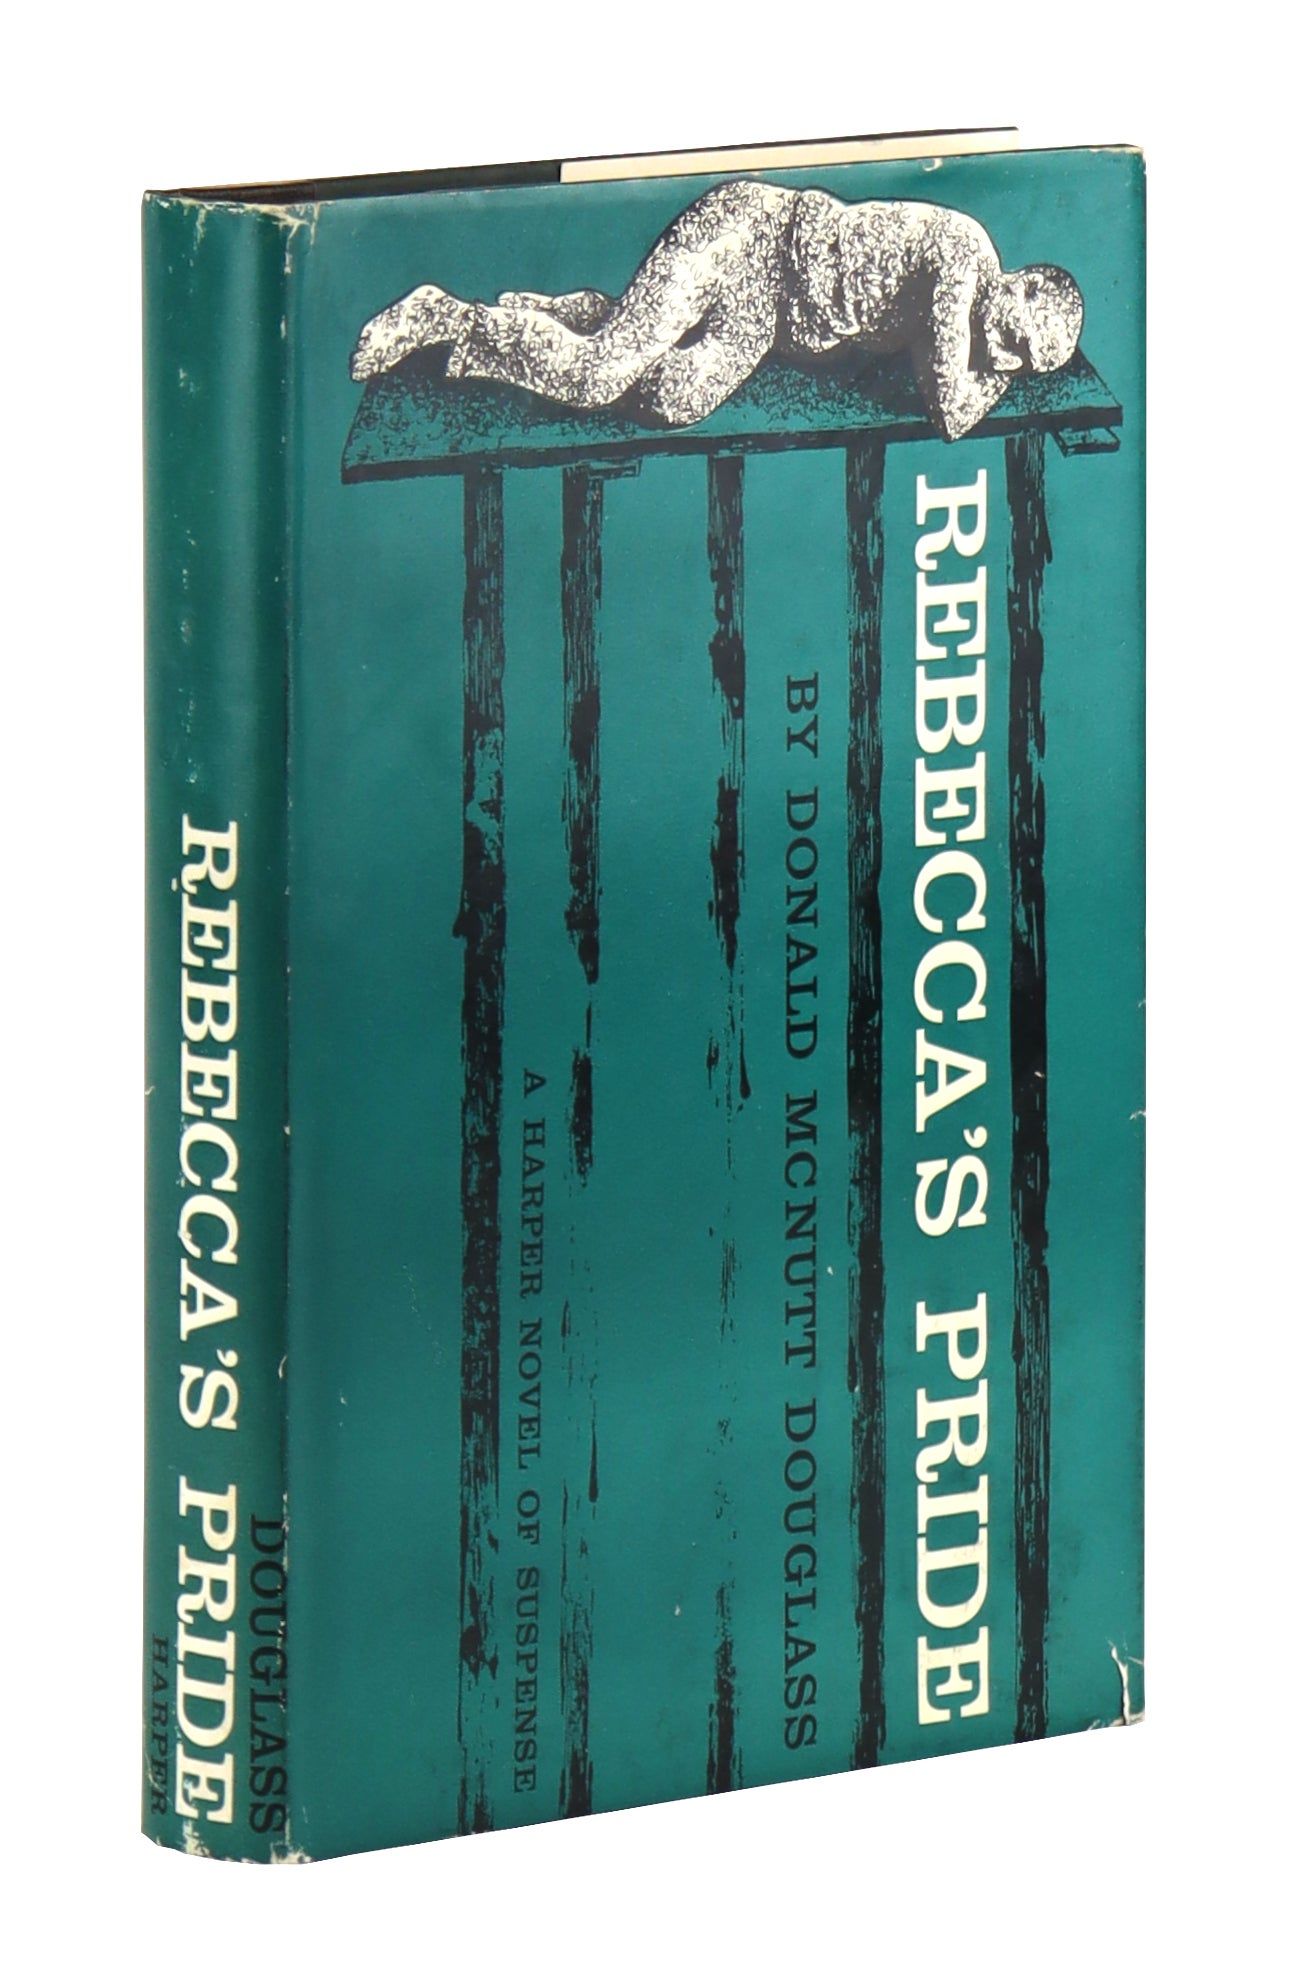 REBECCA'S PRIDE
BY DONALD MCNUTT DOUGLASS
A HARPER NOVEL OF SUSPENSE
DOUGLASS
REBECCA'S PRIDE
HARPER